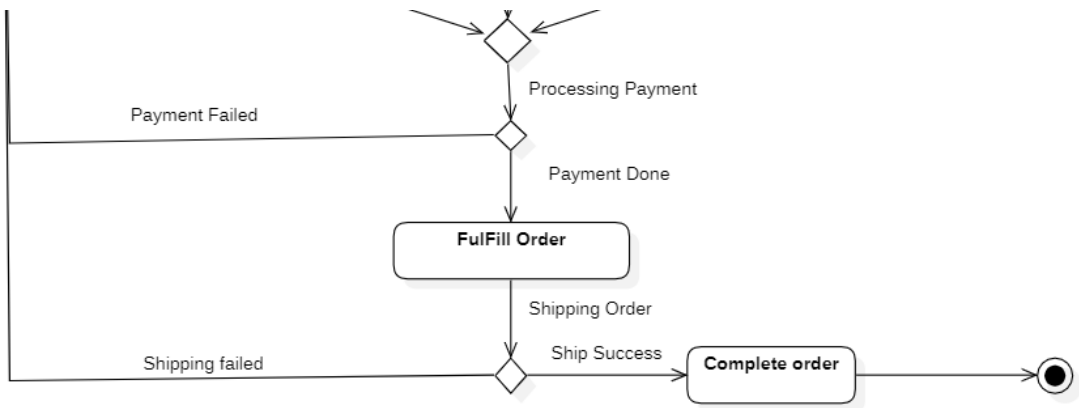 Processing Payment
Payment Failed
Payment Done
FulFill Order
Shipping Order
Ship Success
Shipping failed
Complete order